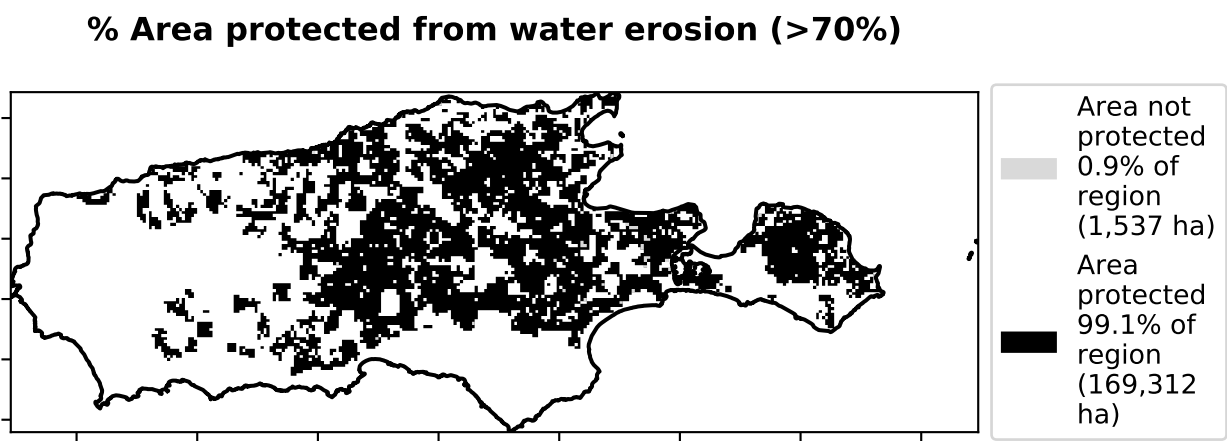 % Area protected from water erosion (>70%)
Area not
protected
0.9% of
region
(1,537 ha)
Area
protected
99.1% of
region
(169,312
ha)